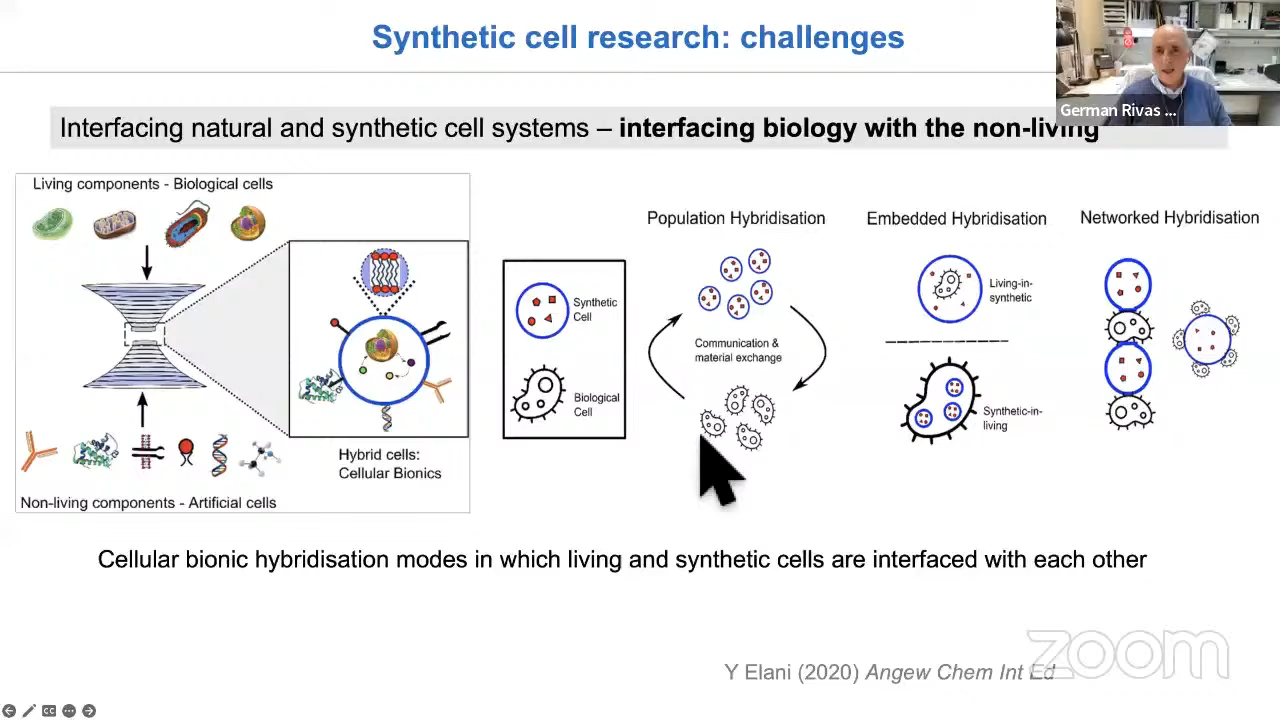 Synthetic cell research: challenges
German Rivas ...
Interfacing natural and synthetic cell systems – interfacing biology with the non-living
Living components - Biological cells
Hybrid cells:
Cellular Bionics
Non-living components - Artificial cells
Synthetic
Cell
Biological
Cell
Population Hybridisation
Communication &
material exchange
Embedded Hybridisation
Living-in-
synthetic
Synthetic-in-
living
Networked Hybridisation
Cellular bionic hybridisation modes in which living and synthetic cells are interfaced with each other
Y Elani (2020) Angew Chem Int Ed
zoom
CC